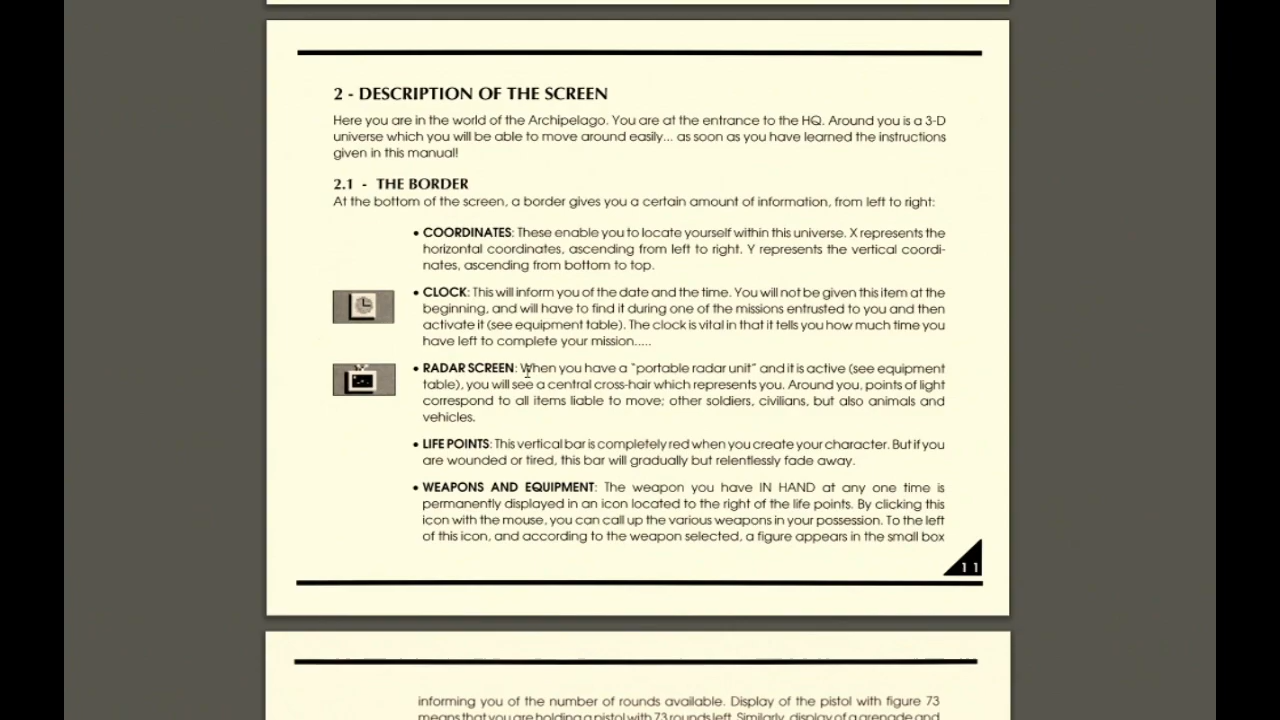 2 - DESCRIPTION OF THE SCREEN
Here you are in the world of the Archipelago. You are at the entrance to the HQ. Around you is a 3-D
universe which you will be able to move around easily... as soon as you have learned the instructions
given in this manual!
2.1 - THE BORDER
At the bottom of the screen, a border gives you a certain amount of information, from left to right:
• COORDINATES: These enable you to locate yourself within this universe. X represents the
horizontal coordinates, ascending from left to right. Y represents the vertical coordi-
nates, ascending from bottom to top.
• CLOCK: This will inform you of the date and the time. You will not be given this item at the
beginning, and will have to find it during one of the missions entrusted to you and then
activate it (see equipment table). The clock is vital in that it tells you how much time you
have left to complete your mission.....
• RADAR SCREEN: When you have a "portable radar unit" and it is active (see equipment
table), you will see a central cross-hair which represents you. Around you, points of light
correspond to all items liable to move; other soldiers, civilians, but also animals and
vehicles.
• LIFE POINTS: This vertical bar is completely red when you create your character. But if you
are wounded or tired, this bar will gradually but relentlessly fade away.
• WEAPONS AND EQUIPMENT: The weapon you have IN HAND at any one time is
permanently displayed in an icon located to the right of the life points. By clicking this
icon with the mouse, you can call up the various weapons in your possession. To the left
of this icon, and according to the weapon selected, a figure appears in the small box
11
informing you of the number of rounds available. Display of the pistol with figure 73
means that you are holding a pistol with 73 rounds left. Similarly, display of a grenade and